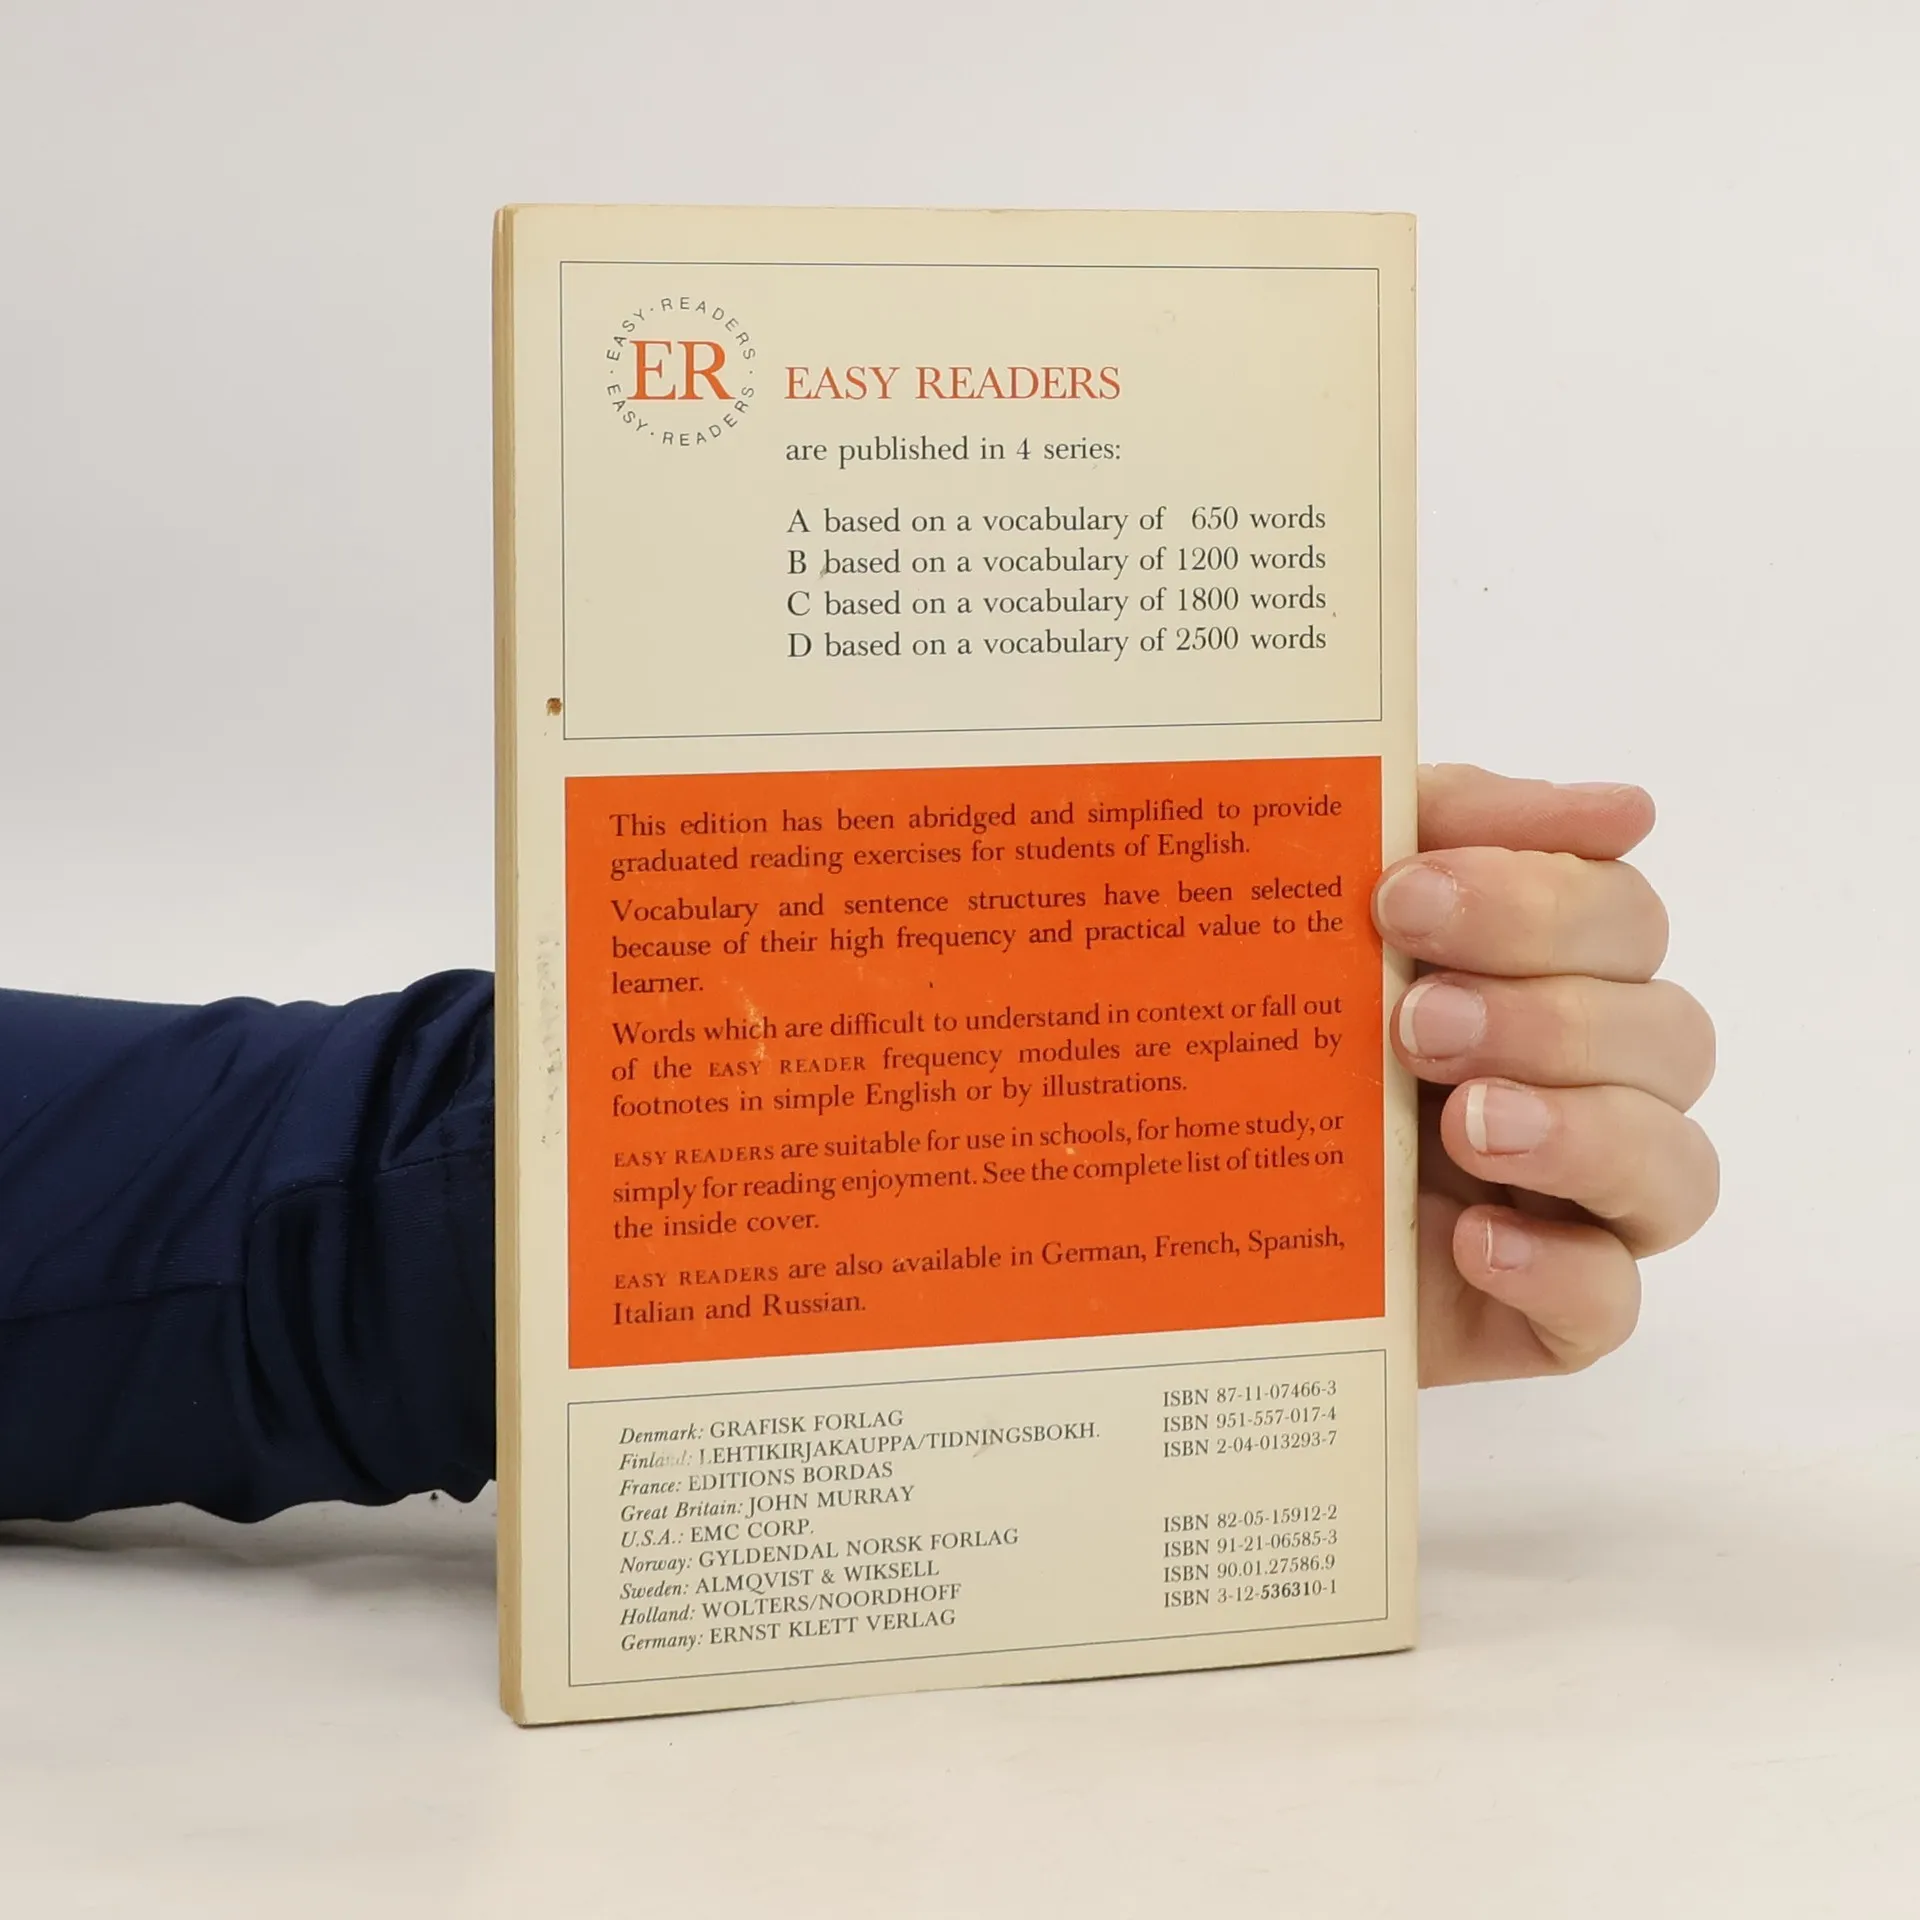 EASY · READERS · EASY · READERS ·
ER
EASY READERS
are published in 4 series:
A based on a vocabulary of 650 words
B based on a vocabulary of 1200 words
C based on a vocabulary of 1800 words
D based on a vocabulary of 2500 words
This edition has been abridged and simplified to provide
graduated reading exercises for students of English.
Vocabulary and sentence structures have been selected
because of their high frequency and practical value to the
learner.
Words which are difficult to understand in context or fall out
of the EASY READER frequency modules are explained by
footnotes in simple English or by illustrations.
EASY READERS are suitable for use in schools, for home study, or
simply for reading enjoyment. See the complete list of titles on
the inside cover.
EASY READERS are also available in German, French, Spanish,
Italian and Russian.
Denmark: GRAFISK FORLAG ISBN 87-11-07466-3
Finland: LEHTIKIRJAKAUPPA/TIDNINGSBOKH. ISBN 951-557-017-4
France: EDITIONS BORDAS ISBN 2-04-013293-7
Great Britain: JOHN MURRAY
U.S.A.: EMC CORP.
Norway: GYLDENDAL NORSK FORLAG ISBN 82-05-15912-2
Sweden: ALMQVIST & WIKSELL ISBN 91-21-06585-3
Holland: WOLTERS/NOORDHOFF ISBN 90.01.27586.9
Germany: ERNST KLETT VERLAG ISBN 3-12-536310-1